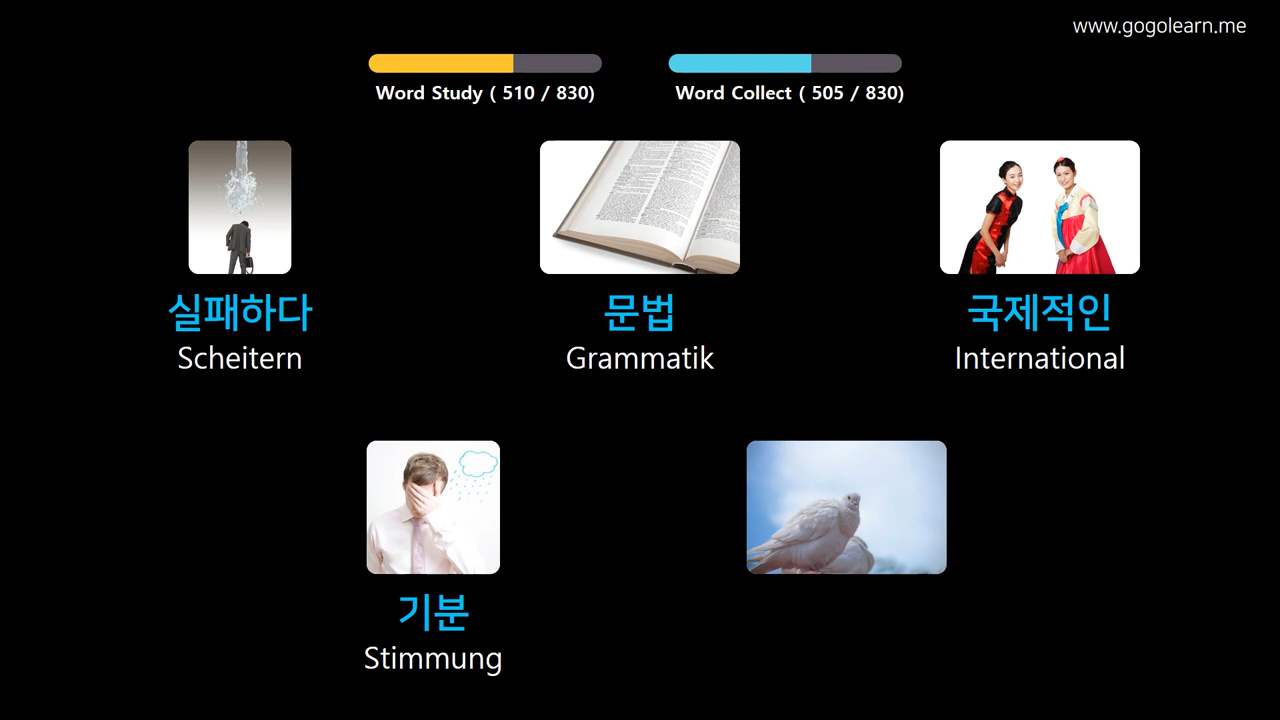 www.gogolearn.me
Word Study ( 510 / 830)
Word Collect ( 505 / 830)
실패하다
Scheitern
문법
Grammatik
국제적인
International
기분
Stimmung